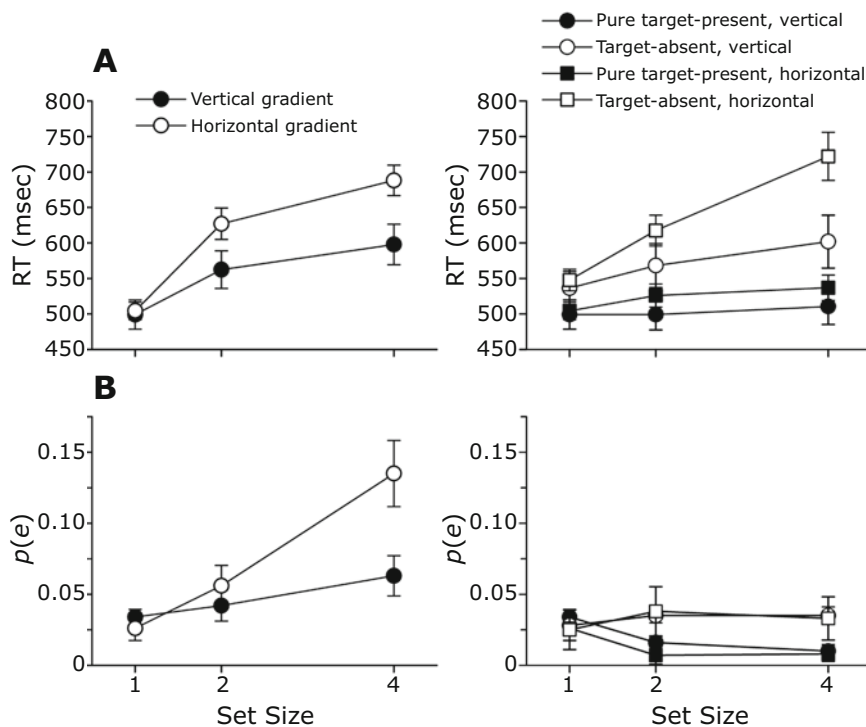 A
Vertical gradient
Horizontal gradient
RT (msec)
800
750
700
650
600
550
500
450
Pure target-present, vertical
Target-absent, vertical
Pure target-present, horizontal
Target-absent, horizontal
RT (msec)
800
750
700
650
600
550
500
450
B
p(e)
0.15
0.10
0.05
0
1
2
4
Set Size
p(e)
0.15
0.10
0.05
0
1
2
4
Set Size